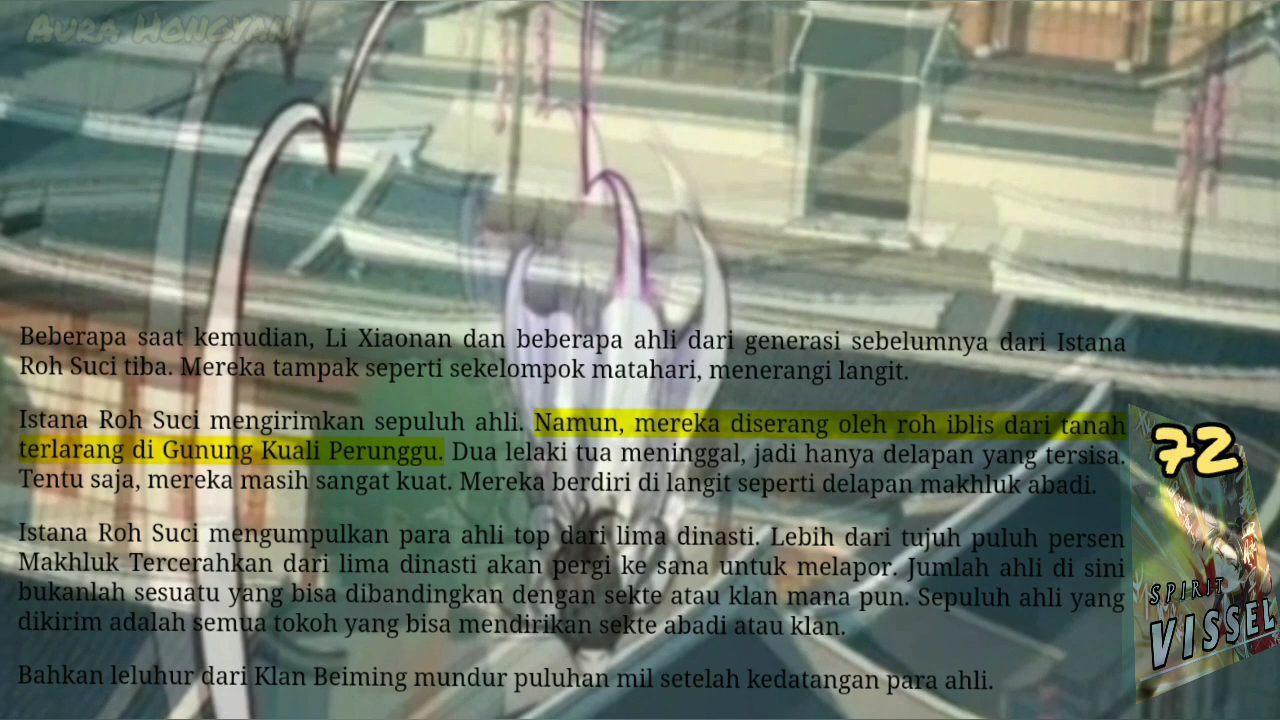 Aura Hongyan
Beberapa saat kemudian, Li Xiaonan dan beberapa ahli dari generasi sebelumnya dari Istana
Roh Suci tiba. Mereka tampak seperti sekelompok matahari, menerangi langit.
Istana Roh Suci mengirimkan sepuluh ahli. Namun, mereka diserang oleh roh iblis dari tanah
terlarang di Gunung Kuali Perunggu. Dua lelaki tua meninggal, jadi hanya delapan yang tersisa.
Tentu saja, mereka masih sangat kuat. Mereka berdiri di langit seperti delapan makhluk abadi.
Istana Roh Suci mengumpulkan para ahli top dari lima dinasti. Lebih dari tujuh puluh persen
Makhluk Tercerahkan dari lima dinasti akan pergi ke sana untuk melapor. Jumlah ahli di sini
bukanlah sesuatu yang bisa dibandingkan dengan sekte atau klan mana pun. Sepuluh ahli yang
dikirim adalah semua tokoh yang bisa mendirikan sekte abadi atau klan.
Bahkan leluhur dari Klan Beiming mundur puluhan mil setelah kedatangan para ahli.
72
SPIRIT
VISSEL